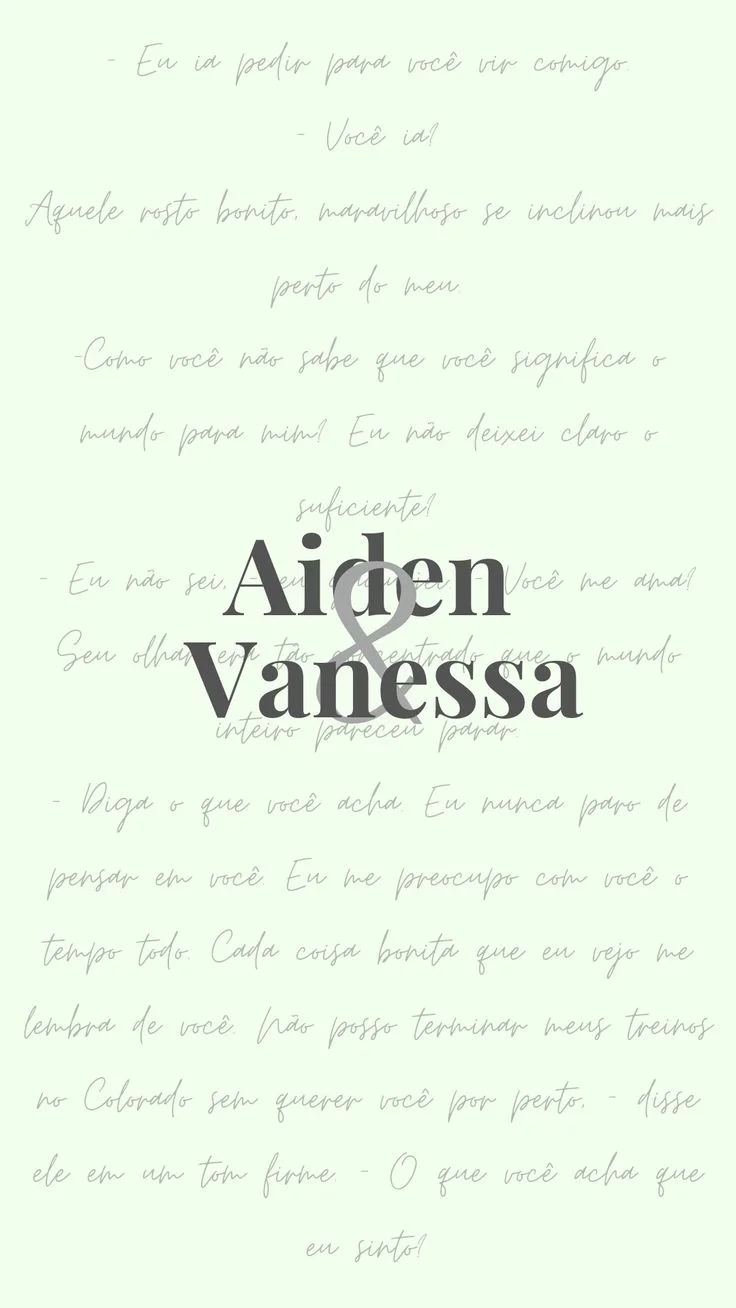 - Eu ia pedir para você vir comigo.
- Você ia?
Aquele rosto bonito, maravilhoso se inclinou mais
perto do meu.
-Como você não sabe que você significa o
mundo para mim? Eu não deixei claro o
suficiente?
- Eu não sei, - eu - Você me ama?
Aiden
&
Seu olhar era tão concentrado que o mundo
Vanessa
inteiro pareceu parar.
- Diga o que você acha. Eu nunca paro de
pensar em você. Eu me preocupo com você o
tempo todo. Cada coisa bonita que eu vejo me
lembra de você. Não posso terminar meus treinos
no Colorado sem querer você por perto, - disse
ele em um tom firme. - O que você acha que
eu sinto?